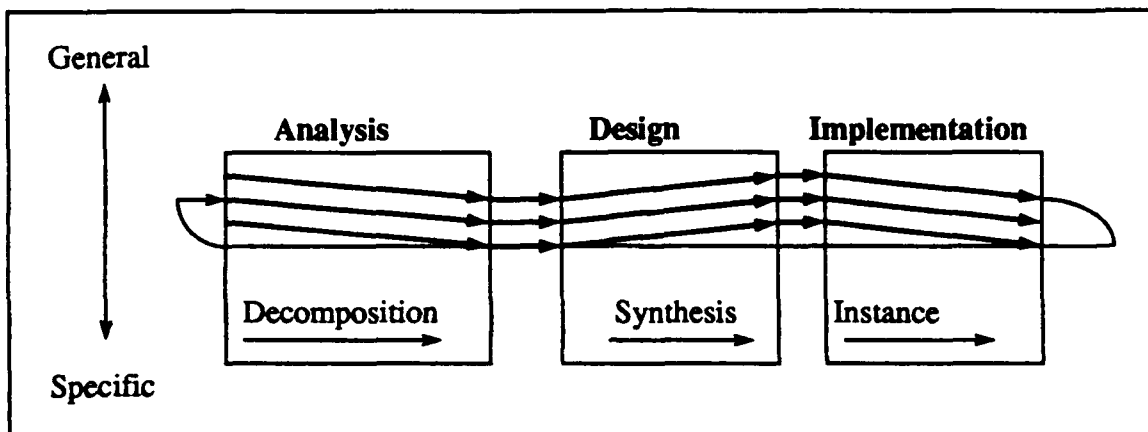 General
Analysis
Design
Implementation
Decomposition
Synthesis
Instance
Specific